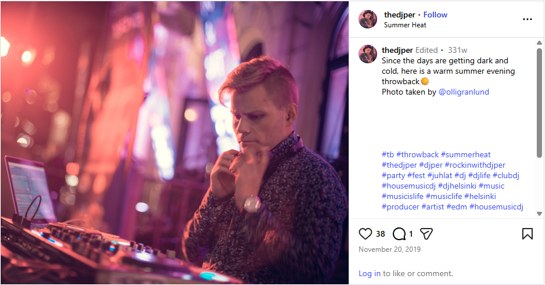 thedjper • Follow
Summer Heat
thedjper Edited • 331w
Since the days are getting dark and
cold, here is a warm summer evening
throwback🌞
Photo taken by @olligranlund
#tb #throwback #summerheat
#thedjper #djper #rockinwithdjper
#party #fest #juhlat #dj #djlife #clubdj
#housemusicdj #djhelsinki #music
#musicislife #musiclife #helsinki
#producer #artist #edm #housemusicdj
38 1
November 20, 2019
Log in to like or comment.